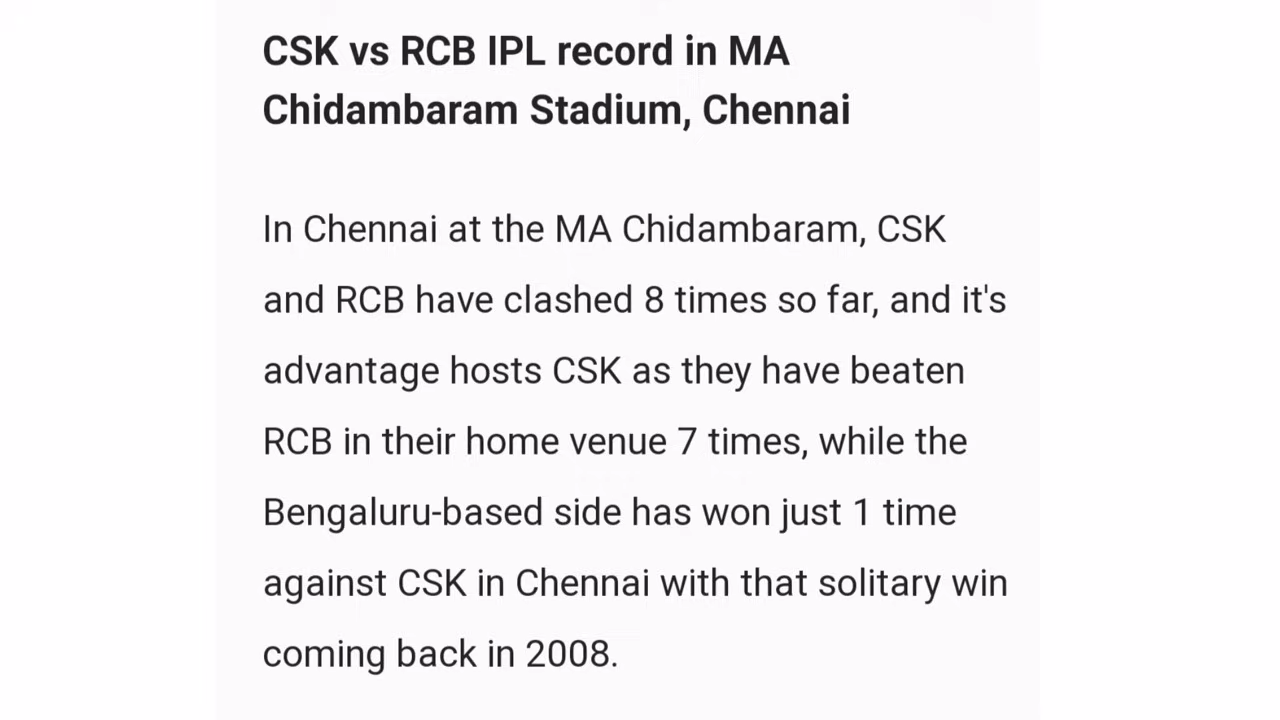 CSK vs RCB IPL record in MA
Chidambaram Stadium, Chennai
In Chennai at the MA Chidambaram, CSK
and RCB have clashed 8 times so far, and it's
advantage hosts CSK as they have beaten
RCB in their home venue 7 times, while the
Bengaluru-based side has won just 1 time
against CSK in Chennai with that solitary win
coming back in 2008.